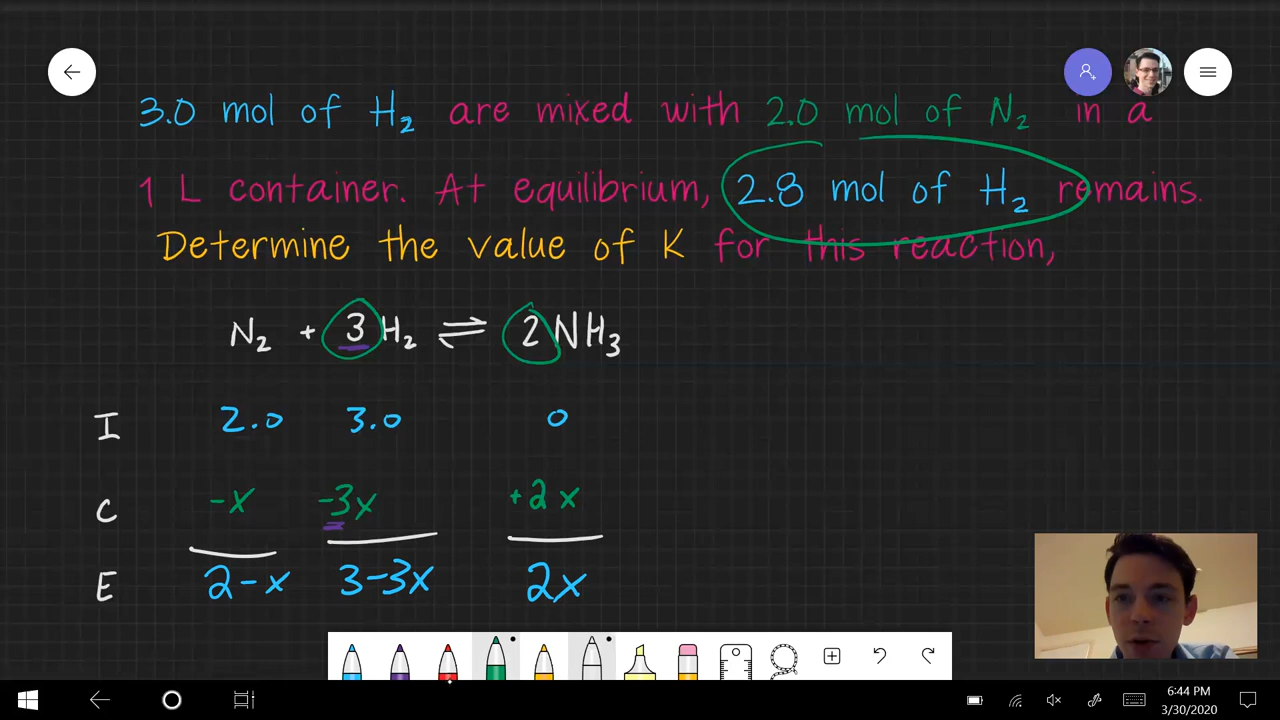 3.0 mol of H₂ are mixed with 2.0 mol of N₂ in a
1 L container. At equilibrium, 2.8 mol of H₂ remains.
Determine the value of K for this reaction,
N₂ + 3H₂ ⇌ 2NH₃
I 2.0 3.0 0
C -x -3x +2x
E 2-x 3-3x 2x
6:44 PM
3/30/2020